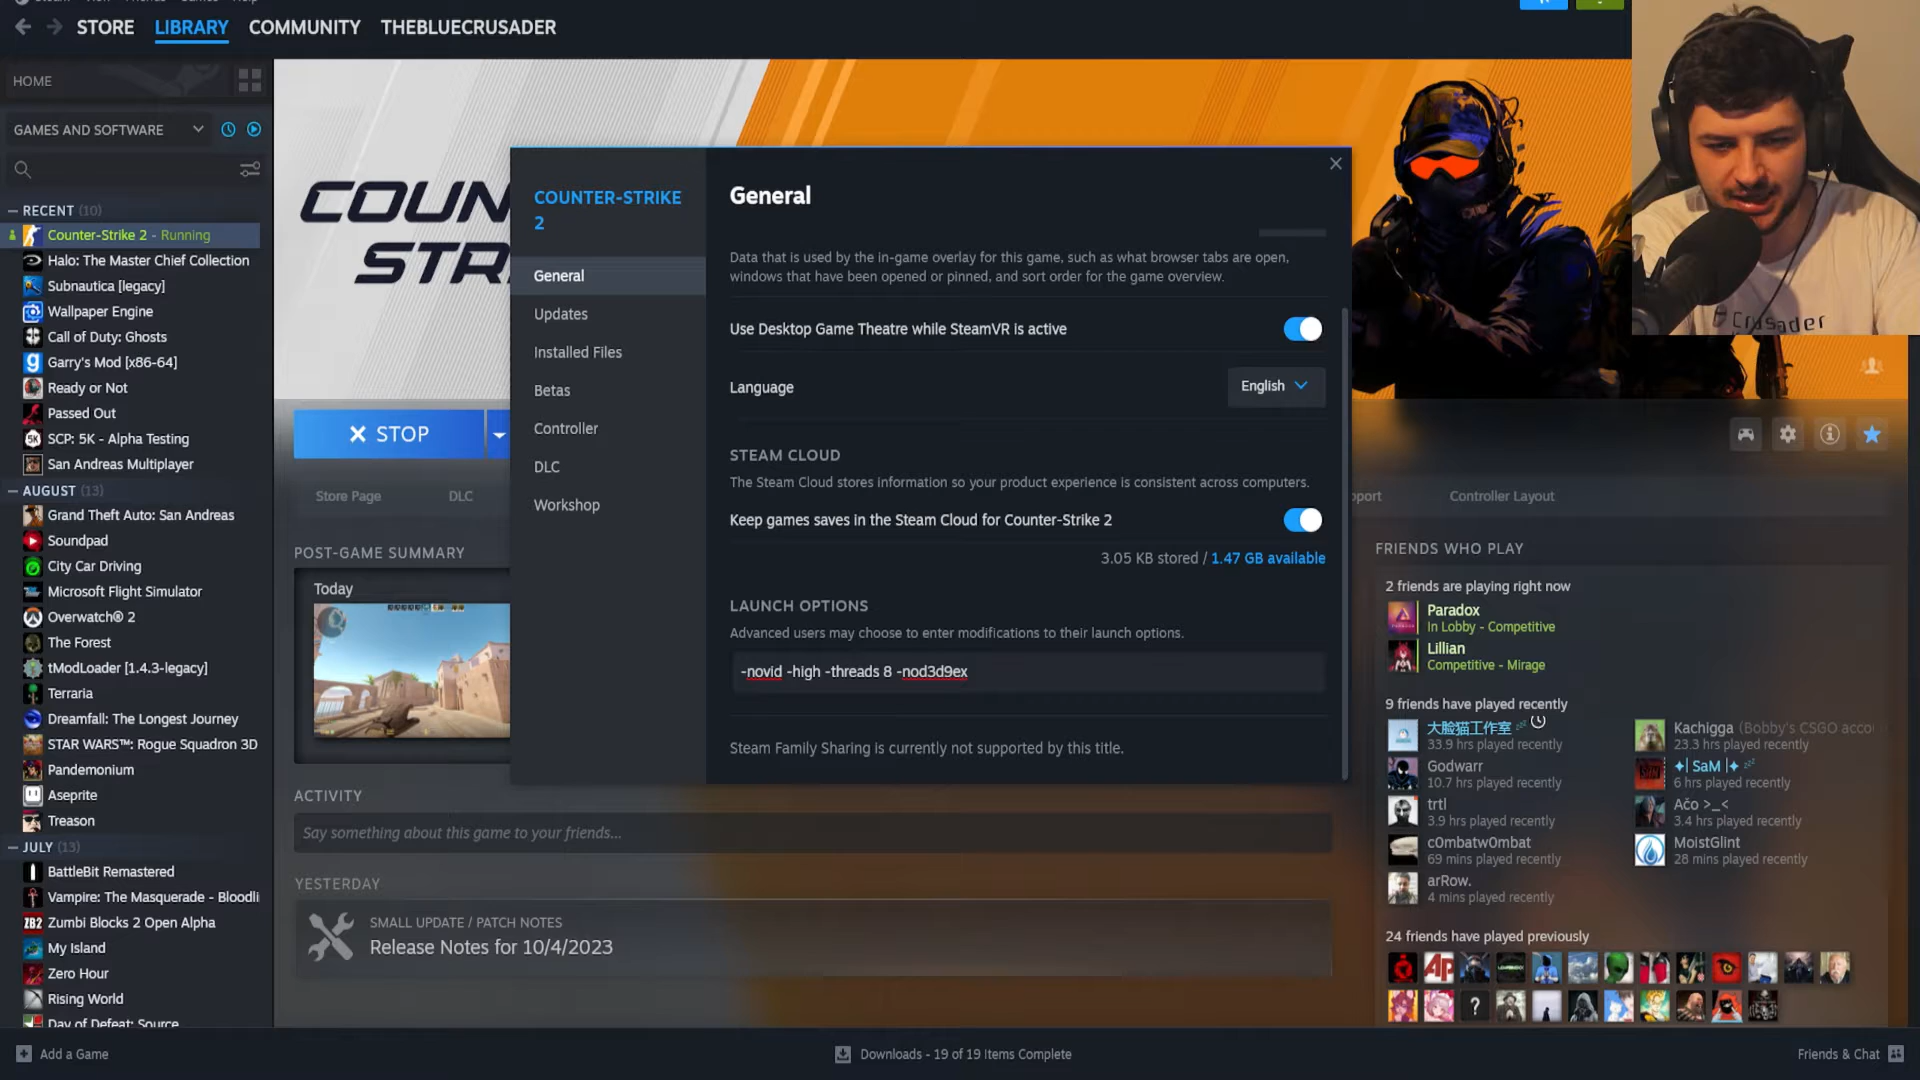 STORE
LIBRARY
COMMUNITY
THEBLUECRUSADER
HOME
GAMES AND SOFTWARE
RECENT (10)
Counter-Strike 2 - Running
Halo: The Master Chief Collection
Subnautica [legacy]
Wallpaper Engine
Call of Duty: Ghosts
Garry's Mod [x86-64]
Ready or Not
Passed Out
SCP: 5K - Alpha Testing
San Andreas Multiplayer
AUGUST (13)
Grand Theft Auto: San Andreas
Soundpad
City Car Driving
Microsoft Flight Simulator
Overwatch® 2
The Forest
tModLoader [1.4.3-legacy]
Terraria
Dreamfall: The Longest Journey
STAR WARS™: Rogue Squadron 3D
Pandemonium
Aseprite
Treason
JULY (13)
BattleBit Remastered
Vampire: The Masquerade - Bloodli
Zumbi Blocks 2 Open Alpha
My Island
Zero Hour
Rising World
Day of Defeat: Source
Add a Game
COUN
STRI
STOP
Store Page
DLC
POST-GAME SUMMARY
Today
ACTIVITY
Say something about this game to your friends...
YESTERDAY
SMALL UPDATE / PATCH NOTES
Release Notes for 10/4/2023
COUNTER-STRIKE
2
General
Updates
Installed Files
Betas
Controller
DLC
Workshop
General
Data that is used by the in-game overlay for this game, such as what browser tabs are open,
windows that have been opened or pinned, and sort order for the game overview.
Use Desktop Game Theatre while SteamVR is active
Language
English
STEAM CLOUD
The Steam Cloud stores information so your product experience is consistent across computers.
Keep games saves in the Steam Cloud for Counter-Strike 2
3.05 KB stored / 1.47 GB available
LAUNCH OPTIONS
Advanced users may choose to enter modifications to their launch options.
-novid -high -threads 8 -nod3d9ex
Steam Family Sharing is currently not supported by this title.
Crusader
pport
Controller Layout
FRIENDS WHO PLAY
2 friends are playing right now
Paradox
In Lobby - Competitive
Lillian
Competitive - Mirage
9 friends have played recently
大脸猫工作室 zz
33.9 hrs played recently
Kachigga (Bobby's CSGO acco
23.3 hrs played recently
Godwarr
10.7 hrs played recently
✦| SaM |✦ zz
6 hrs played recently
trtl
3.9 hrs played recently
Ačo >_<
3.4 hrs played recently
c0mbatw0mbat
69 mins played recently
MoistGlint
28 mins played recently
arRow.
4 mins played recently
24 friends have played previously
Downloads - 19 of 19 Items Complete
Friends & Chat